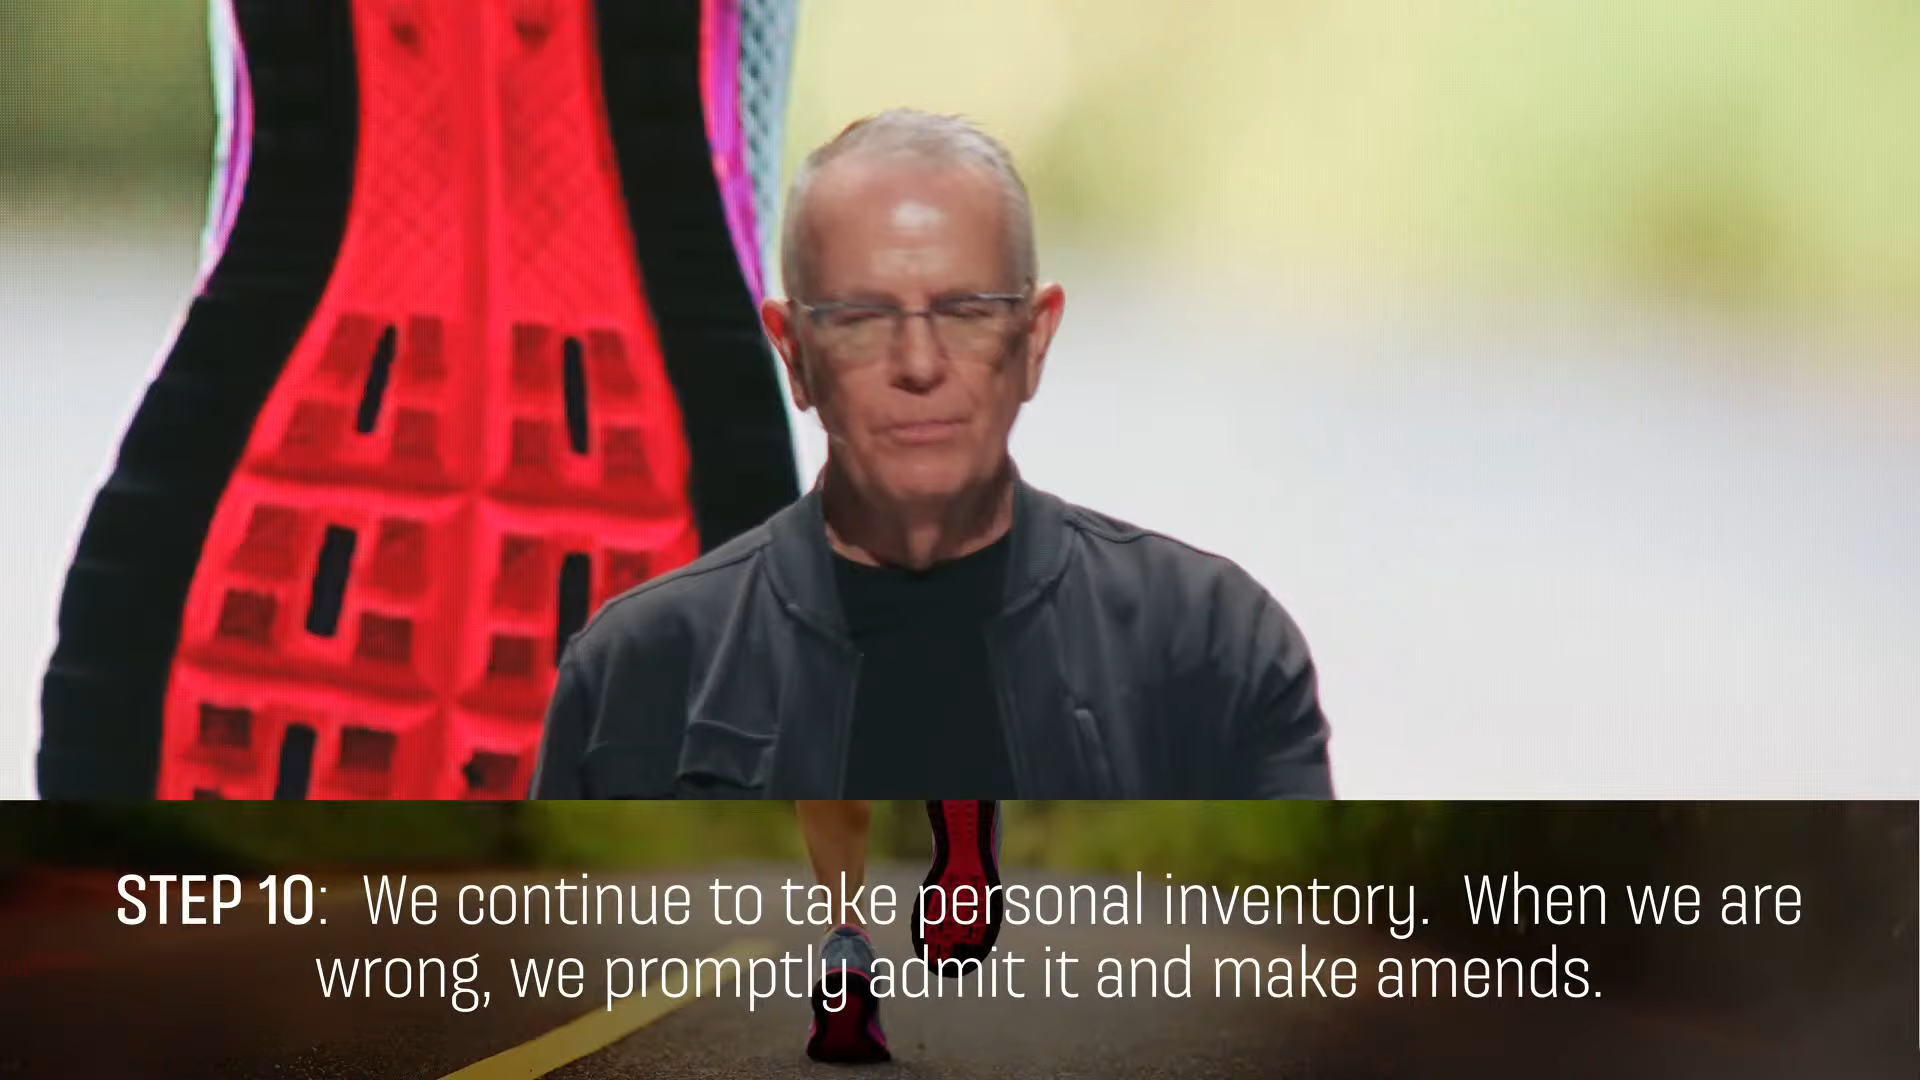 STEP 10:  We continue to take personal inventory.  When we are
wrong, we promptly admit it and make amends.